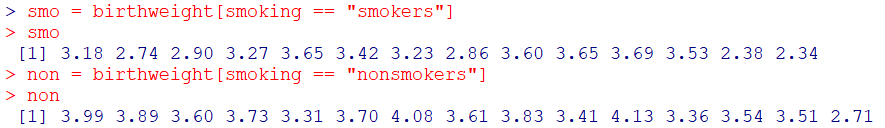 > smo = birthweight[smoking == "smokers"]
> smo
[1] 3.18 2.74 2.90 3.27 3.65 3.42 3.23 2.86 3.60 3.65 3.69 3.53 2.38 2.34
> non = birthweight[smoking == "nonsmokers"]
> non
[1] 3.99 3.89 3.60 3.73 3.31 3.70 4.08 3.61 3.83 3.41 4.13 3.36 3.54 3.51 2.71